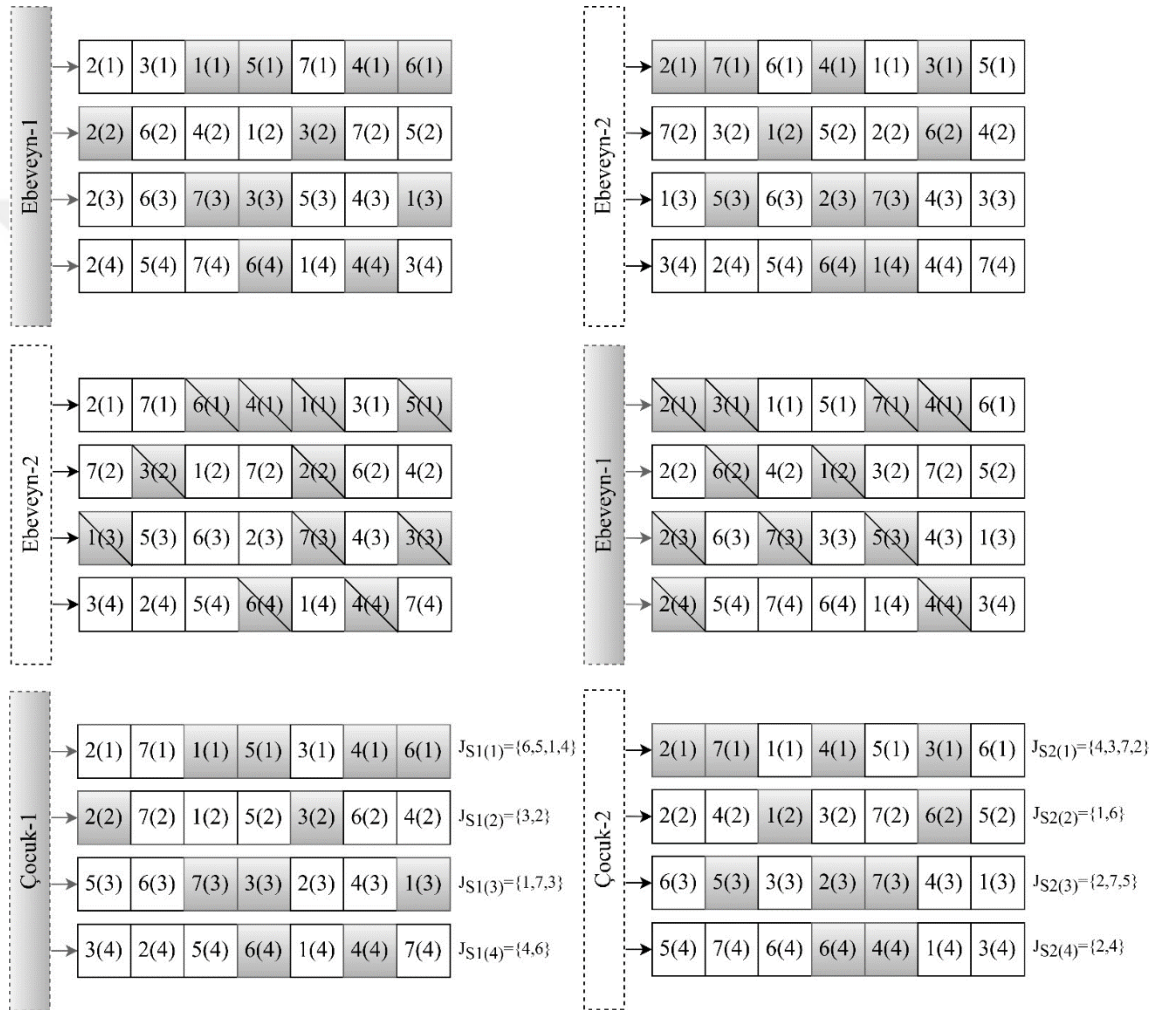 Ebeveyn-1
2(1) 3(1) 1(1) 5(1) 7(1) 4(1) 6(1)
2(2) 6(2) 4(2) 1(2) 3(2) 7(2) 5(2)
2(3) 6(3) 7(3) 3(3) 5(3) 4(3) 1(3)
2(4) 5(4) 7(4) 6(4) 1(4) 4(4) 3(4)
Ebeveyn-2
2(1) 7(1) 6(1) 4(1) 1(1) 3(1) 5(1)
7(2) 3(2) 1(2) 5(2) 2(2) 6(2) 4(2)
1(3) 5(3) 6(3) 2(3) 7(3) 4(3) 3(3)
3(4) 2(4) 5(4) 6(4) 1(4) 4(4) 7(4)
Ebeveyn-2
2(1) 7(1) 6(1) 4(1) 1(1) 3(1) 5(1)
7(2) 3(2) 1(2) 7(2) 2(2) 6(2) 4(2)
1(3) 5(3) 6(3) 2(3) 7(3) 4(3) 3(3)
3(4) 2(4) 5(4) 6(4) 1(4) 4(4) 7(4)
Ebeveyn-1
2(1) 3(1) 1(1) 5(1) 7(1) 4(1) 6(1)
2(2) 6(2) 4(2) 1(2) 3(2) 7(2) 5(2)
2(3) 6(3) 7(3) 3(3) 5(3) 4(3) 1(3)
2(4) 5(4) 7(4) 6(4) 1(4) 4(4) 3(4)
Çocuk-1
2(1) 7(1) 1(1) 5(1) 3(1) 4(1) 6(1) JS1(1)={6,5,1,4}
2(2) 7(2) 1(2) 5(2) 3(2) 6(2) 4(2) JS1(2)={3,2}
5(3) 6(3) 7(3) 3(3) 2(3) 4(3) 1(3) JS1(3)={1,7,3}
3(4) 2(4) 5(4) 6(4) 1(4) 4(4) 7(4) JS1(4)={4,6}
Çocuk-2
2(1) 7(1) 1(1) 4(1) 5(1) 3(1) 6(1) JS2(1)={4,3,7,2}
2(2) 4(2) 1(2) 3(2) 7(2) 6(2) 5(2) JS2(2)={1,6}
6(3) 5(3) 3(3) 2(3) 7(3) 4(3) 1(3) JS2(3)={2,7,5}
5(4) 7(4) 6(4) 6(4) 4(4) 1(4) 3(4) JS2(4)={2,4}